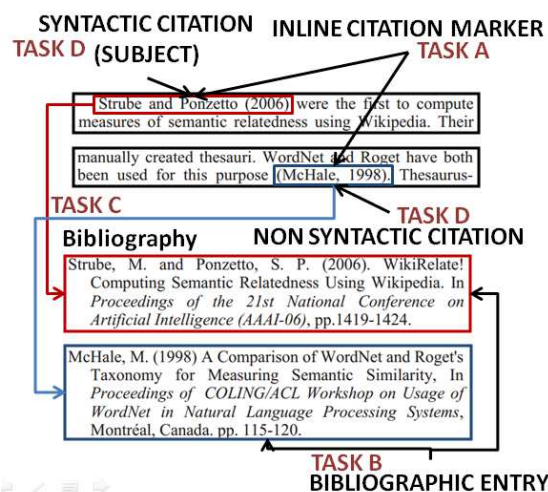 SYNTACTIC CITATION
TASK D (SUBJECT)
INLINE CITATION MARKER
TASK A
Strube and Ponzetto (2006) were the first to compute
measures of semantic relatedness using Wikipedia. Their
manually created thesauri. WordNet and Roget have both
been used for this purpose (McHale, 1998). Thesaurus-
TASK C
TASK D
Bibliography
NON SYNTACTIC CITATION
Strube, M. and Ponzetto, S. P. (2006). WikiRelate!
Computing Semantic Relatedness Using Wikipedia. In
Proceedings of the 21st National Conference on
Artificial Intelligence (AAAI-06), pp.1419-1424.
McHale, M. (1998) A Comparison of WordNet and Roget's
Taxonomy for Measuring Semantic Similarity, In
Proceedings of COLING/ACL Workshop on Usage of
WordNet in Natural Language Processing Systems,
Montréal, Canada. pp. 115-120.
TASK B
BIBLIOGRAPHIC ENTRY